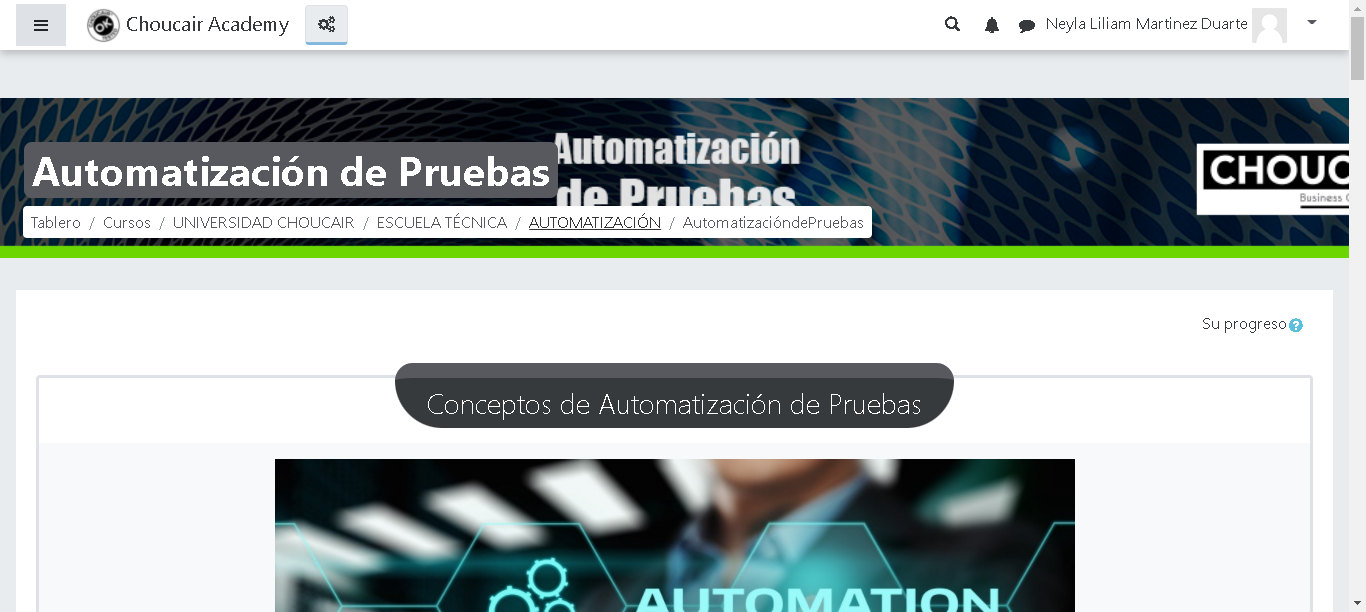 Choucair Academy
Neyla Liliam Martinez Duarte
Automatización
de Pruebas
Automatización de Pruebas
CHOUC
Business
Tablero / Cursos / UNIVERSIDAD CHOUCAIR / ESCUELA TÉCNICA / AUTOMATIZACIÓN / AutomatizacióndePruebas
Su progreso
Conceptos de Automatización de Pruebas
AUTOMATION